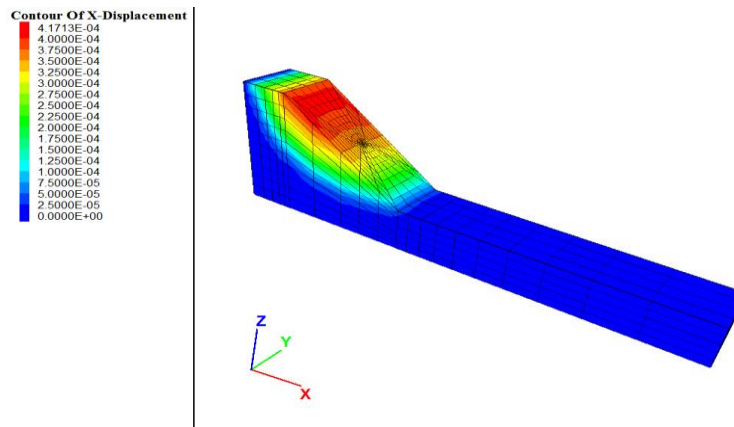 Contour Of X-Displacement
4.1713E-04
4.0000E-04
3.7500E-04
3.5000E-04
3.2500E-04
3.0000E-04
2.7500E-04
2.5000E-04
2.2500E-04
2.0000E-04
1.7500E-04
1.5000E-04
1.2500E-04
1.0000E-04
7.5000E-05
5.0000E-05
2.5000E-05
0.0000E+00
Z
Y
X